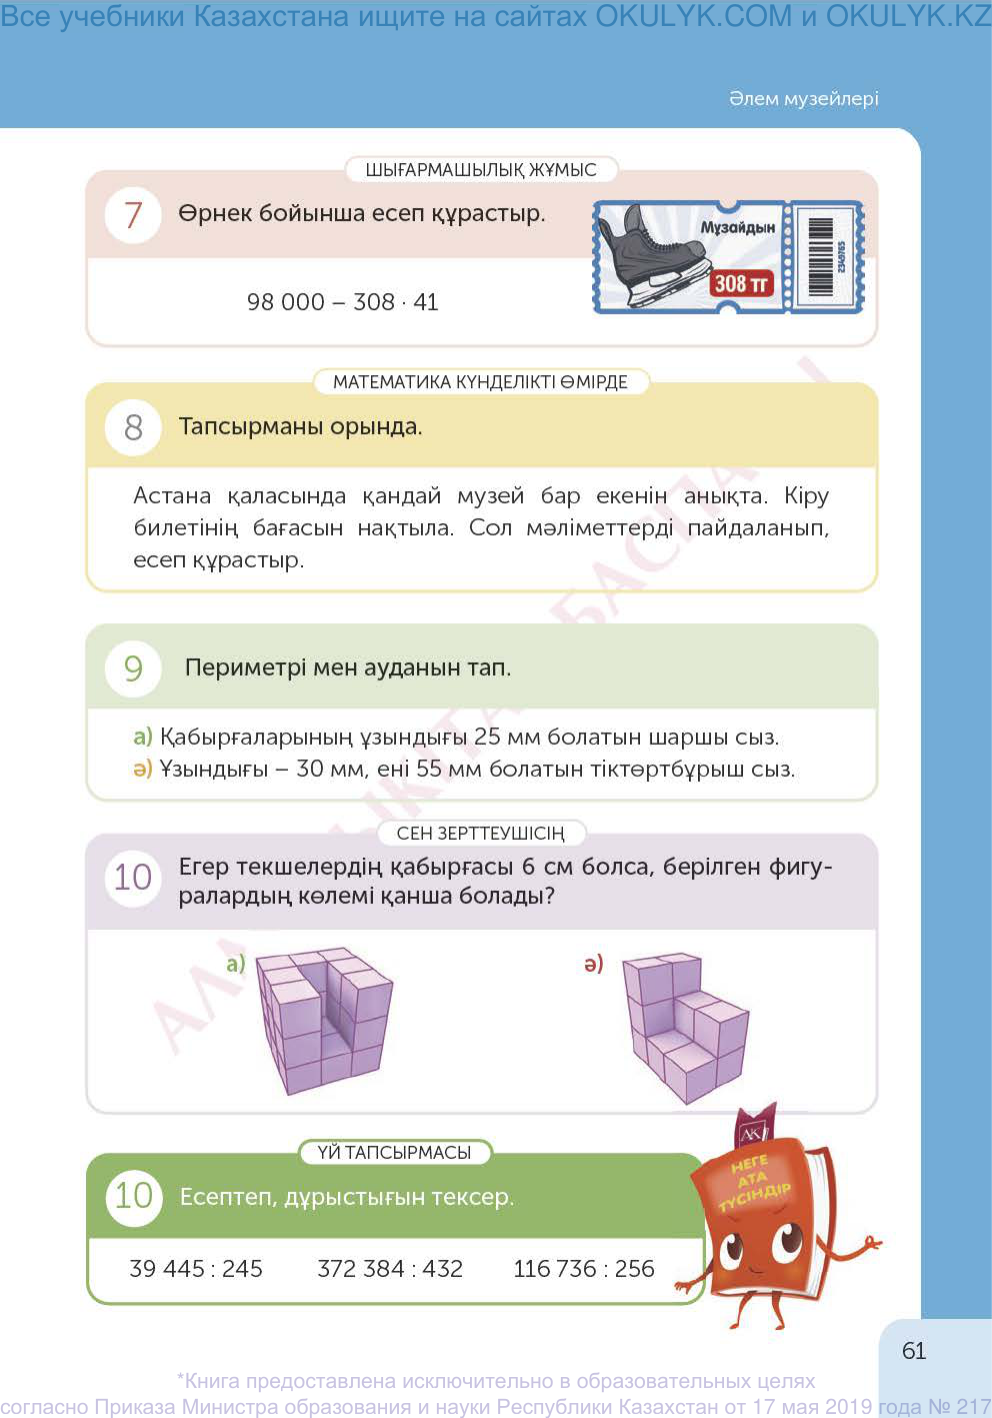 Все учебники Казахстана ищите на сайтах OKULYK.COM и OKULYK.KZ
Әлем музейлері
ШЫҒАРМАШЫЛЫҚ ЖҰМЫС
7 Өрнек бойынша есеп құрастыр.
Мұзайдын
308 тг
2349765
98 000 – 308 · 41
МАТЕМАТИКА КҮНДЕЛІКТІ ӨМІРДЕ
8 Тапсырманы орында.
Астана қаласында қандай музей бар екенін анықта. Кіру
билетінің бағасын нақтыла. Сол мәліметтерді пайдаланып,
есеп құрастыр.
9 Периметрі мен ауданын тап.
а) Қабырғаларының ұзындығы 25 мм болатын шаршы сыз.
ә) Ұзындығы – 30 мм, ені 55 мм болатын тіктөртбұрыш сыз.
СЕН ЗЕРТТЕУШІСІҢ
10 Егер текшелердің қабырғасы 6 см болса, берілген фигу-
ралардың көлемі қанша болады?
а)
ә)
ҮЙ ТАПСЫРМАСЫ
10 Есептеп, дұрыстығын тексер.
39 445 : 245 372 384 : 432 116 736 : 256
АК
НЕГЕ
АТА
ТҮСІНДІР
61
*Книга предоставлена исключительно в образовательных целях
согласно Приказа Министра образования и науки Республики Казахстан от 17 мая 2019 года № 217